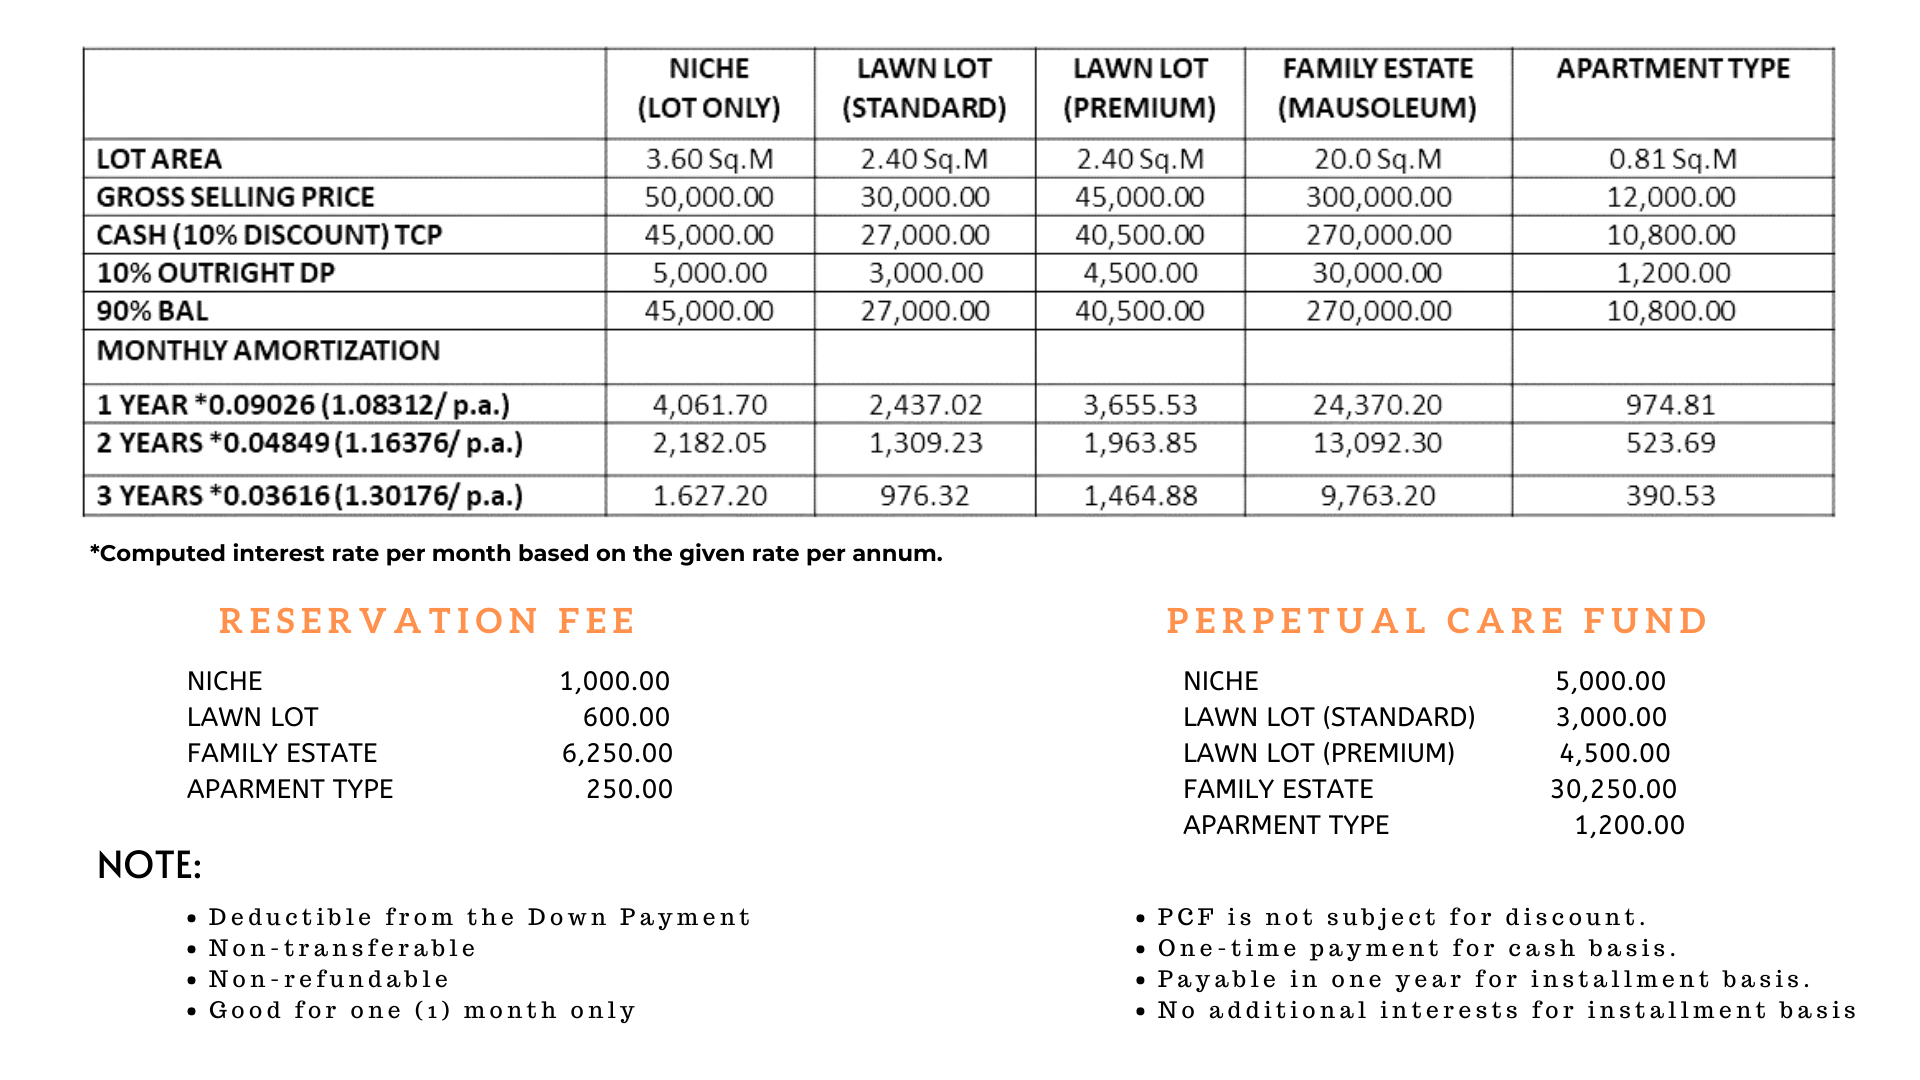 NICHE (LOT ONLY) LAWN LOT (STANDARD) LAWN LOT (PREMIUM) FAMILY ESTATE (MAUSOLEUM) APARTMENT TYPE
LOT AREA 3.60 Sq.M 2.40 Sq.M 2.40 Sq.M 20.0 Sq.M 0.81 Sq.M
GROSS SELLING PRICE 50,000.00 30,000.00 45,000.00 300,000.00 12,000.00
CASH (10% DISCOUNT) TCP 45,000.00 27,000.00 40,500.00 270,000.00 10,800.00
10% OUTRIGHT DP 5,000.00 3,000.00 4,500.00 30,000.00 1,200.00
90% BAL 45,000.00 27,000.00 40,500.00 270,000.00 10,800.00
MONTHLY AMORTIZATION
1 YEAR *0.09026 (1.08312/ p.a.) 4,061.70 2,437.02 3,655.53 24,370.20 974.81
2 YEARS *0.04849 (1.16376/ p.a.) 2,182.05 1,309.23 1,963.85 13,092.30 523.69
3 YEARS *0.03616 (1.30176/ p.a.) 1.627.20 976.32 1,464.88 9,763.20 390.53
*Computed interest rate per month based on the given rate per annum.
RESERVATION FEE
NICHE 1,000.00
LAWN LOT 600.00
FAMILY ESTATE 6,250.00
APARMENT TYPE 250.00
NOTE:
• Deductible from the Down Payment
• Non-transferable
• Non-refundable
• Good for one (1) month only
PERPETUAL CARE FUND
NICHE 5,000.00
LAWN LOT (STANDARD) 3,000.00
LAWN LOT (PREMIUM) 4,500.00
FAMILY ESTATE 30,250.00
APARMENT TYPE 1,200.00
• PCF is not subject for discount.
• One-time payment for cash basis.
• Payable in one year for installment basis.
• No additional interests for installment basis